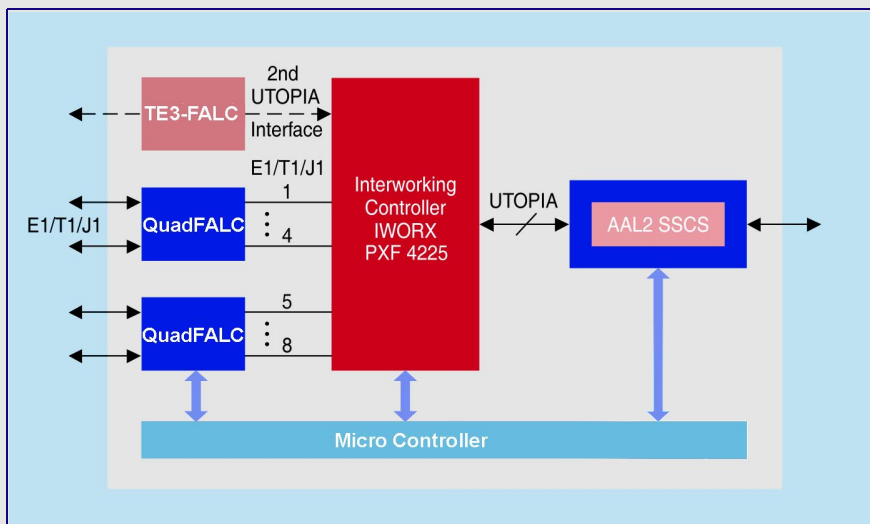 2nd
UTOPIA
TE3-FALC
Interface
E1/T1/J1
1
QuadFALC
E1/T1/J1
4
5
QuadFALC
8
Interworking
Controller
IWORX
PXF 4225
UTOPIA
AAL2 SSCS
Micro Controller